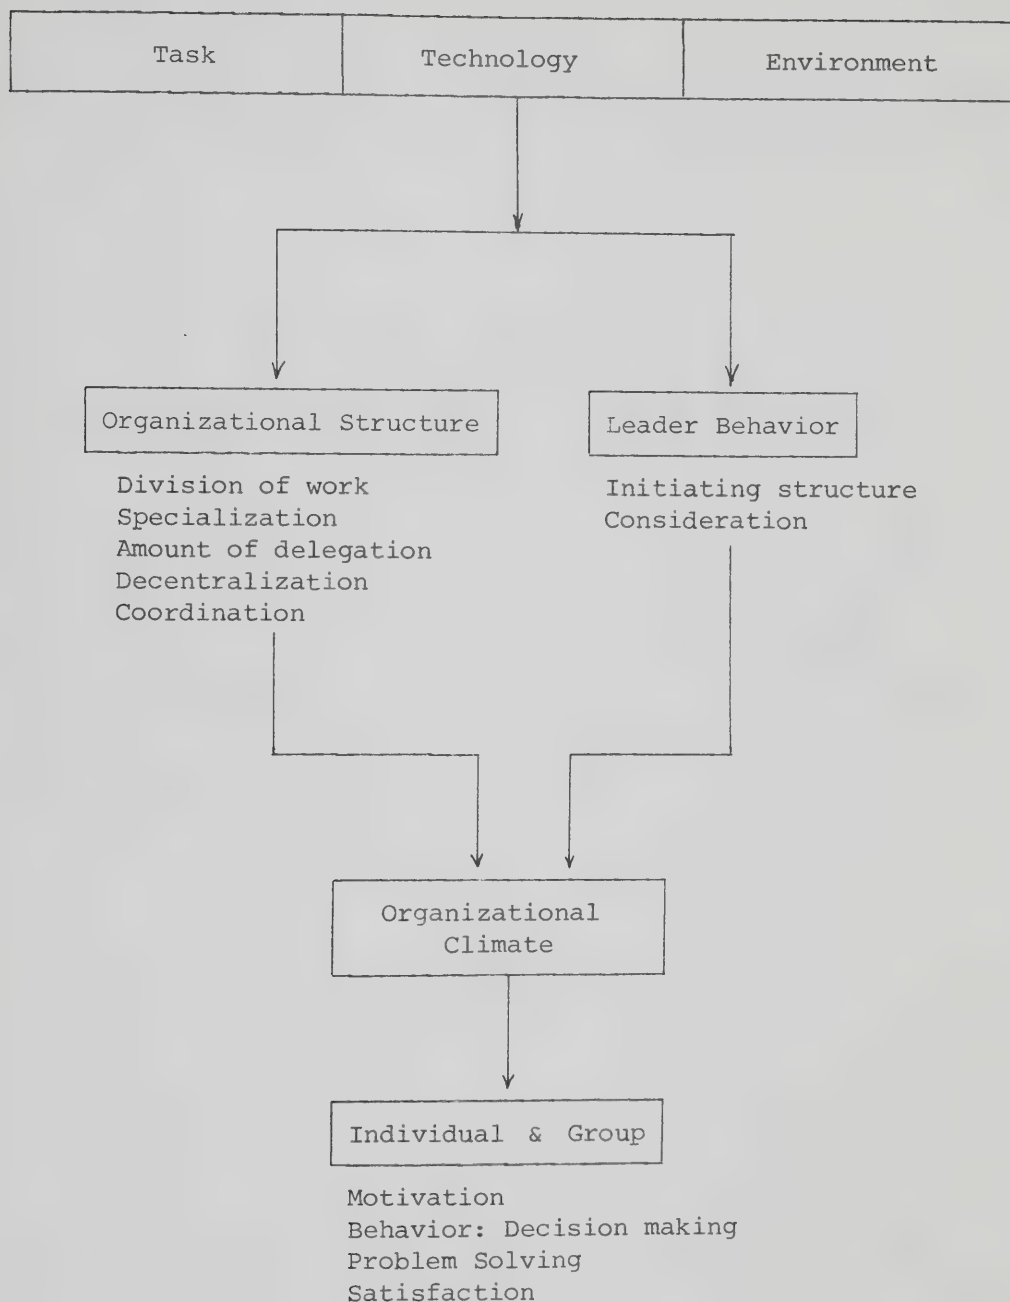 Task
Technology
Environment
Organizational Structure
Division of work
Specialization
Amount of delegation
Decentralization
Coordination
Leader Behavior
Initiating structure
Consideration
Organizational
Climate
Individual & Group
Motivation
Behavior: Decision making
Problem Solving
Satisfaction